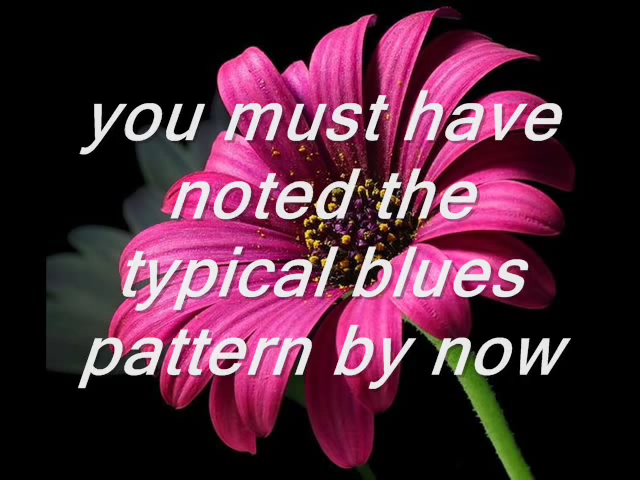 you must have
noted the
typical blues
pattern by now